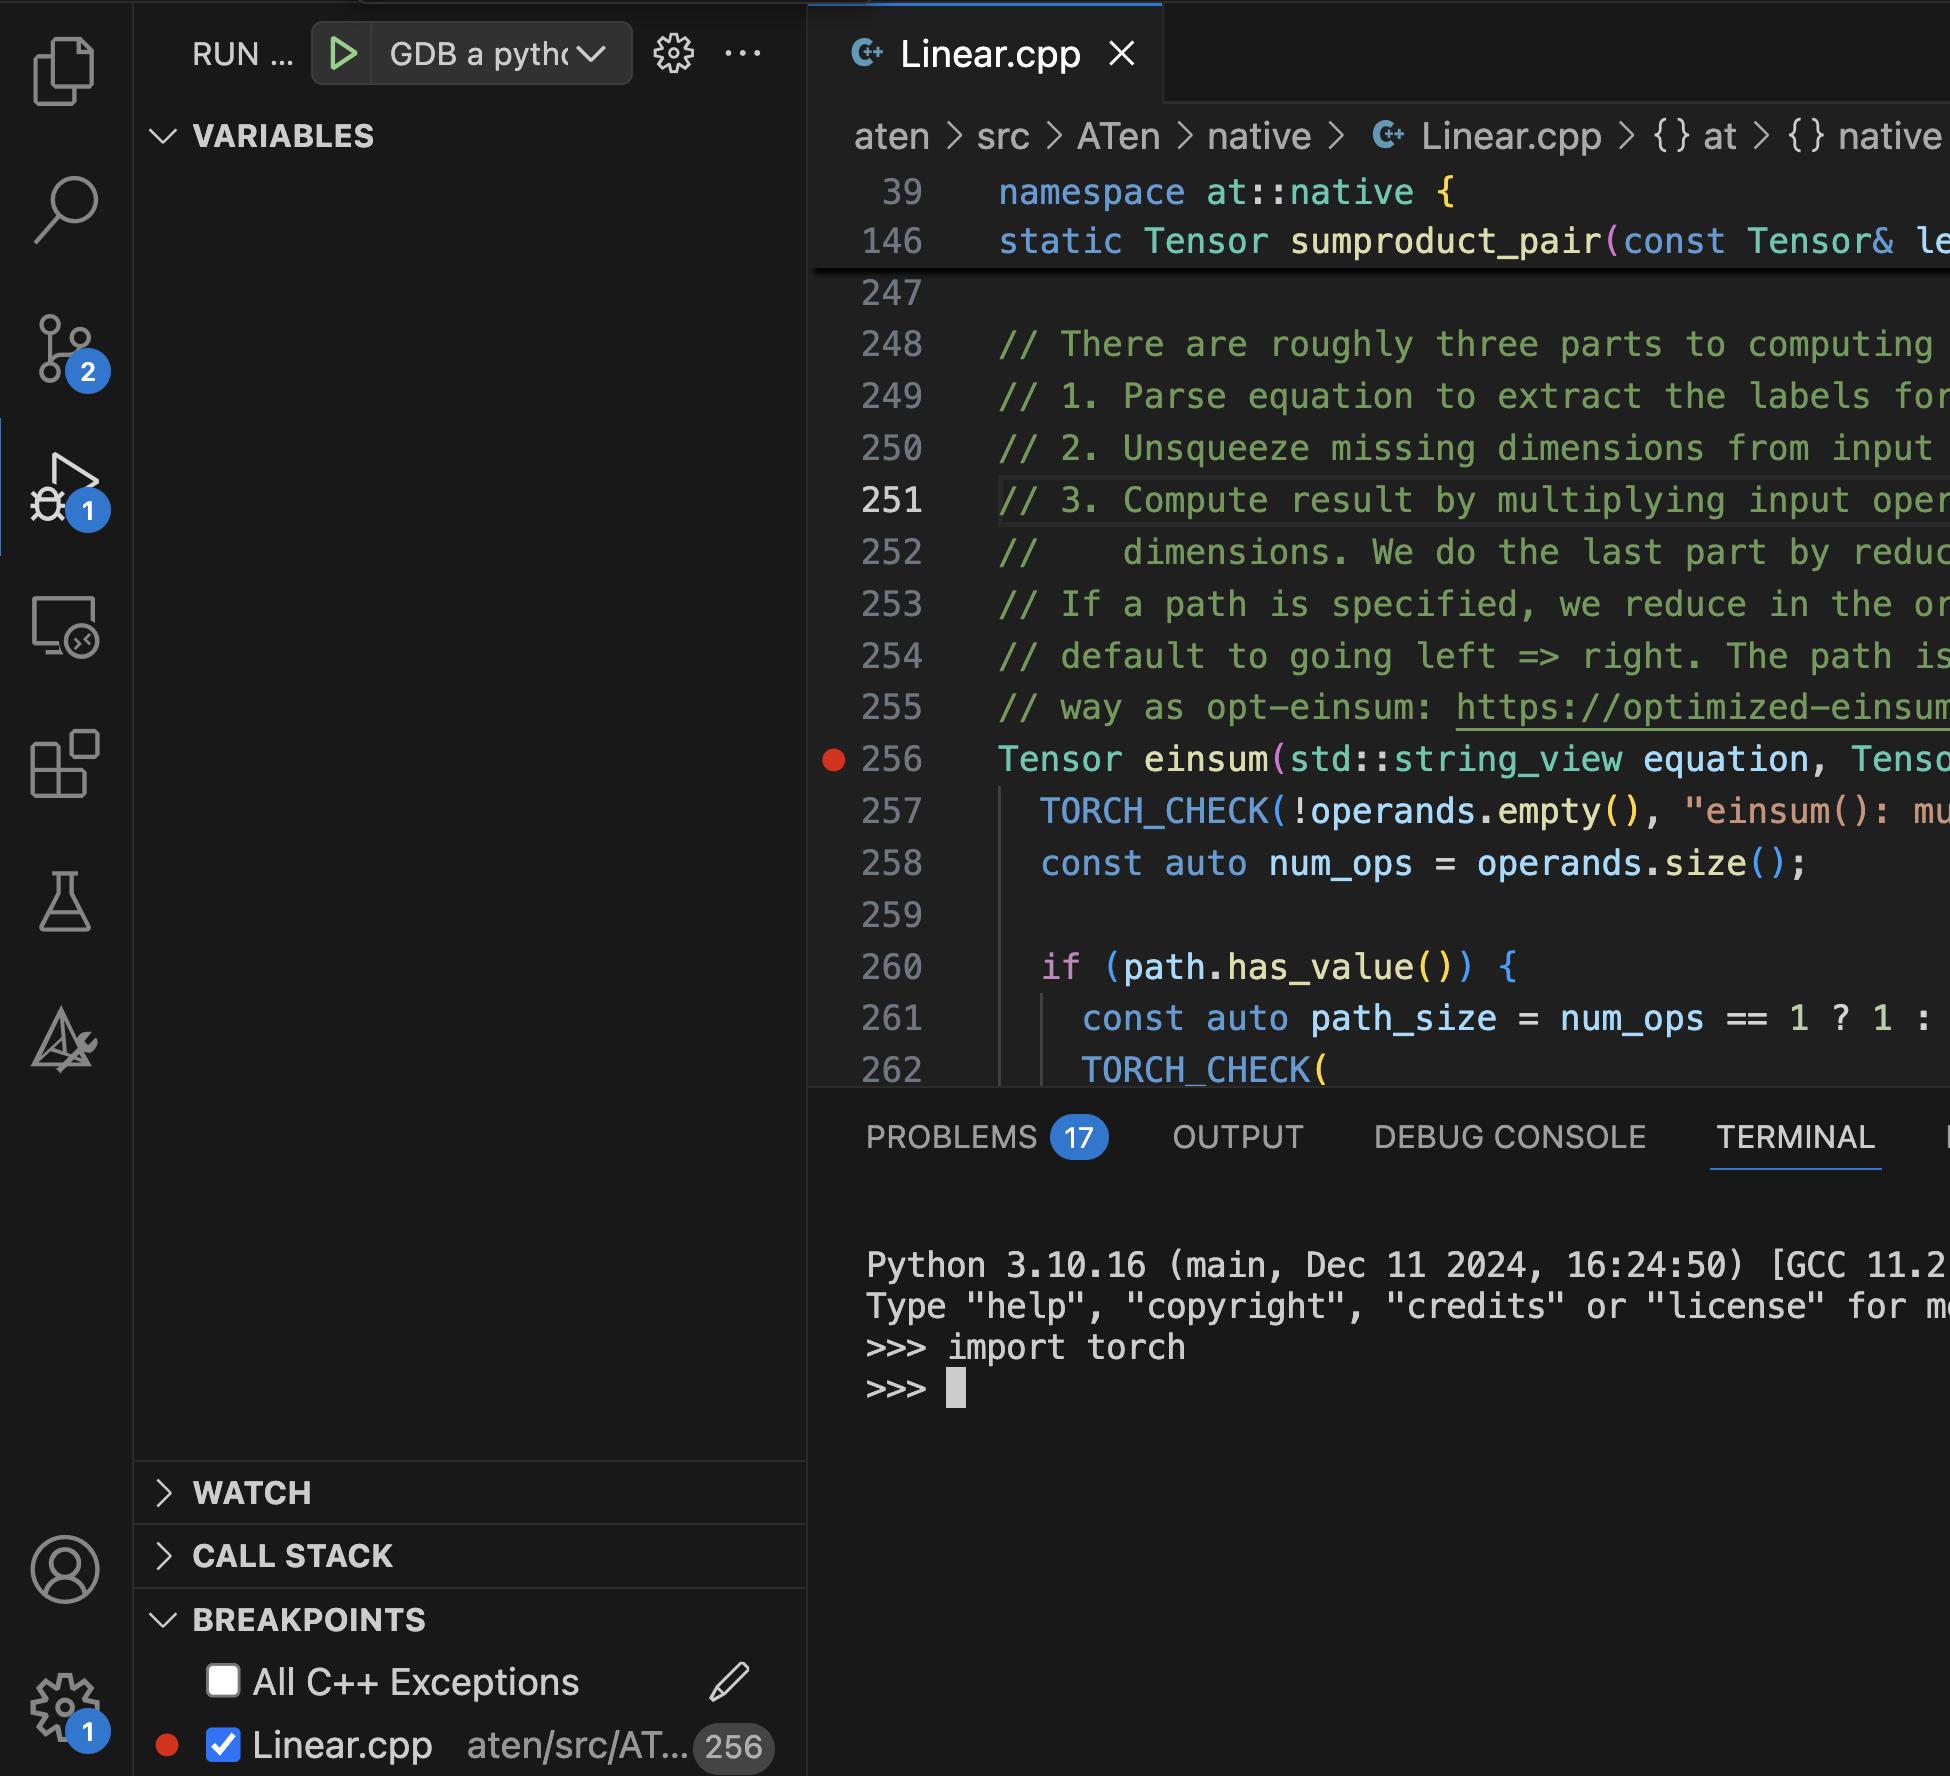 RUN ...
GDB a pytho
VARIABLES
2
1
WATCH
CALL STACK
BREAKPOINTS
All C++ Exceptions
Linear.cpp aten/src/AT... 256
1
Linear.cpp
aten > src > ATen > native > Linear.cpp > {} at > {} native
39 namespace at::native {
146 static Tensor sumproduct_pair(const Tensor& le
247
248 // There are roughly three parts to computing
249 // 1. Parse equation to extract the labels for
250 // 2. Unsqueeze missing dimensions from input
251 // 3. Compute result by multiplying input oper
252 //    dimensions. We do the last part by reduc
253 // If a path is specified, we reduce in the or
254 // default to going left => right. The path is
255 // way as opt-einsum: https://optimized-einsum
256 Tensor einsum(std::string_view equation, Tenso
257   TORCH_CHECK(!operands.empty(), "einsum(): mu
258   const auto num_ops = operands.size();
259
260   if (path.has_value()) {
261     const auto path_size = num_ops == 1 ? 1 :
262     TORCH_CHECK(
PROBLEMS 17 OUTPUT DEBUG CONSOLE TERMINAL
Python 3.10.16 (main, Dec 11 2024, 16:24:50) [GCC 11.2
Type "help", "copyright", "credits" or "license" for mo
>>> import torch
>>>